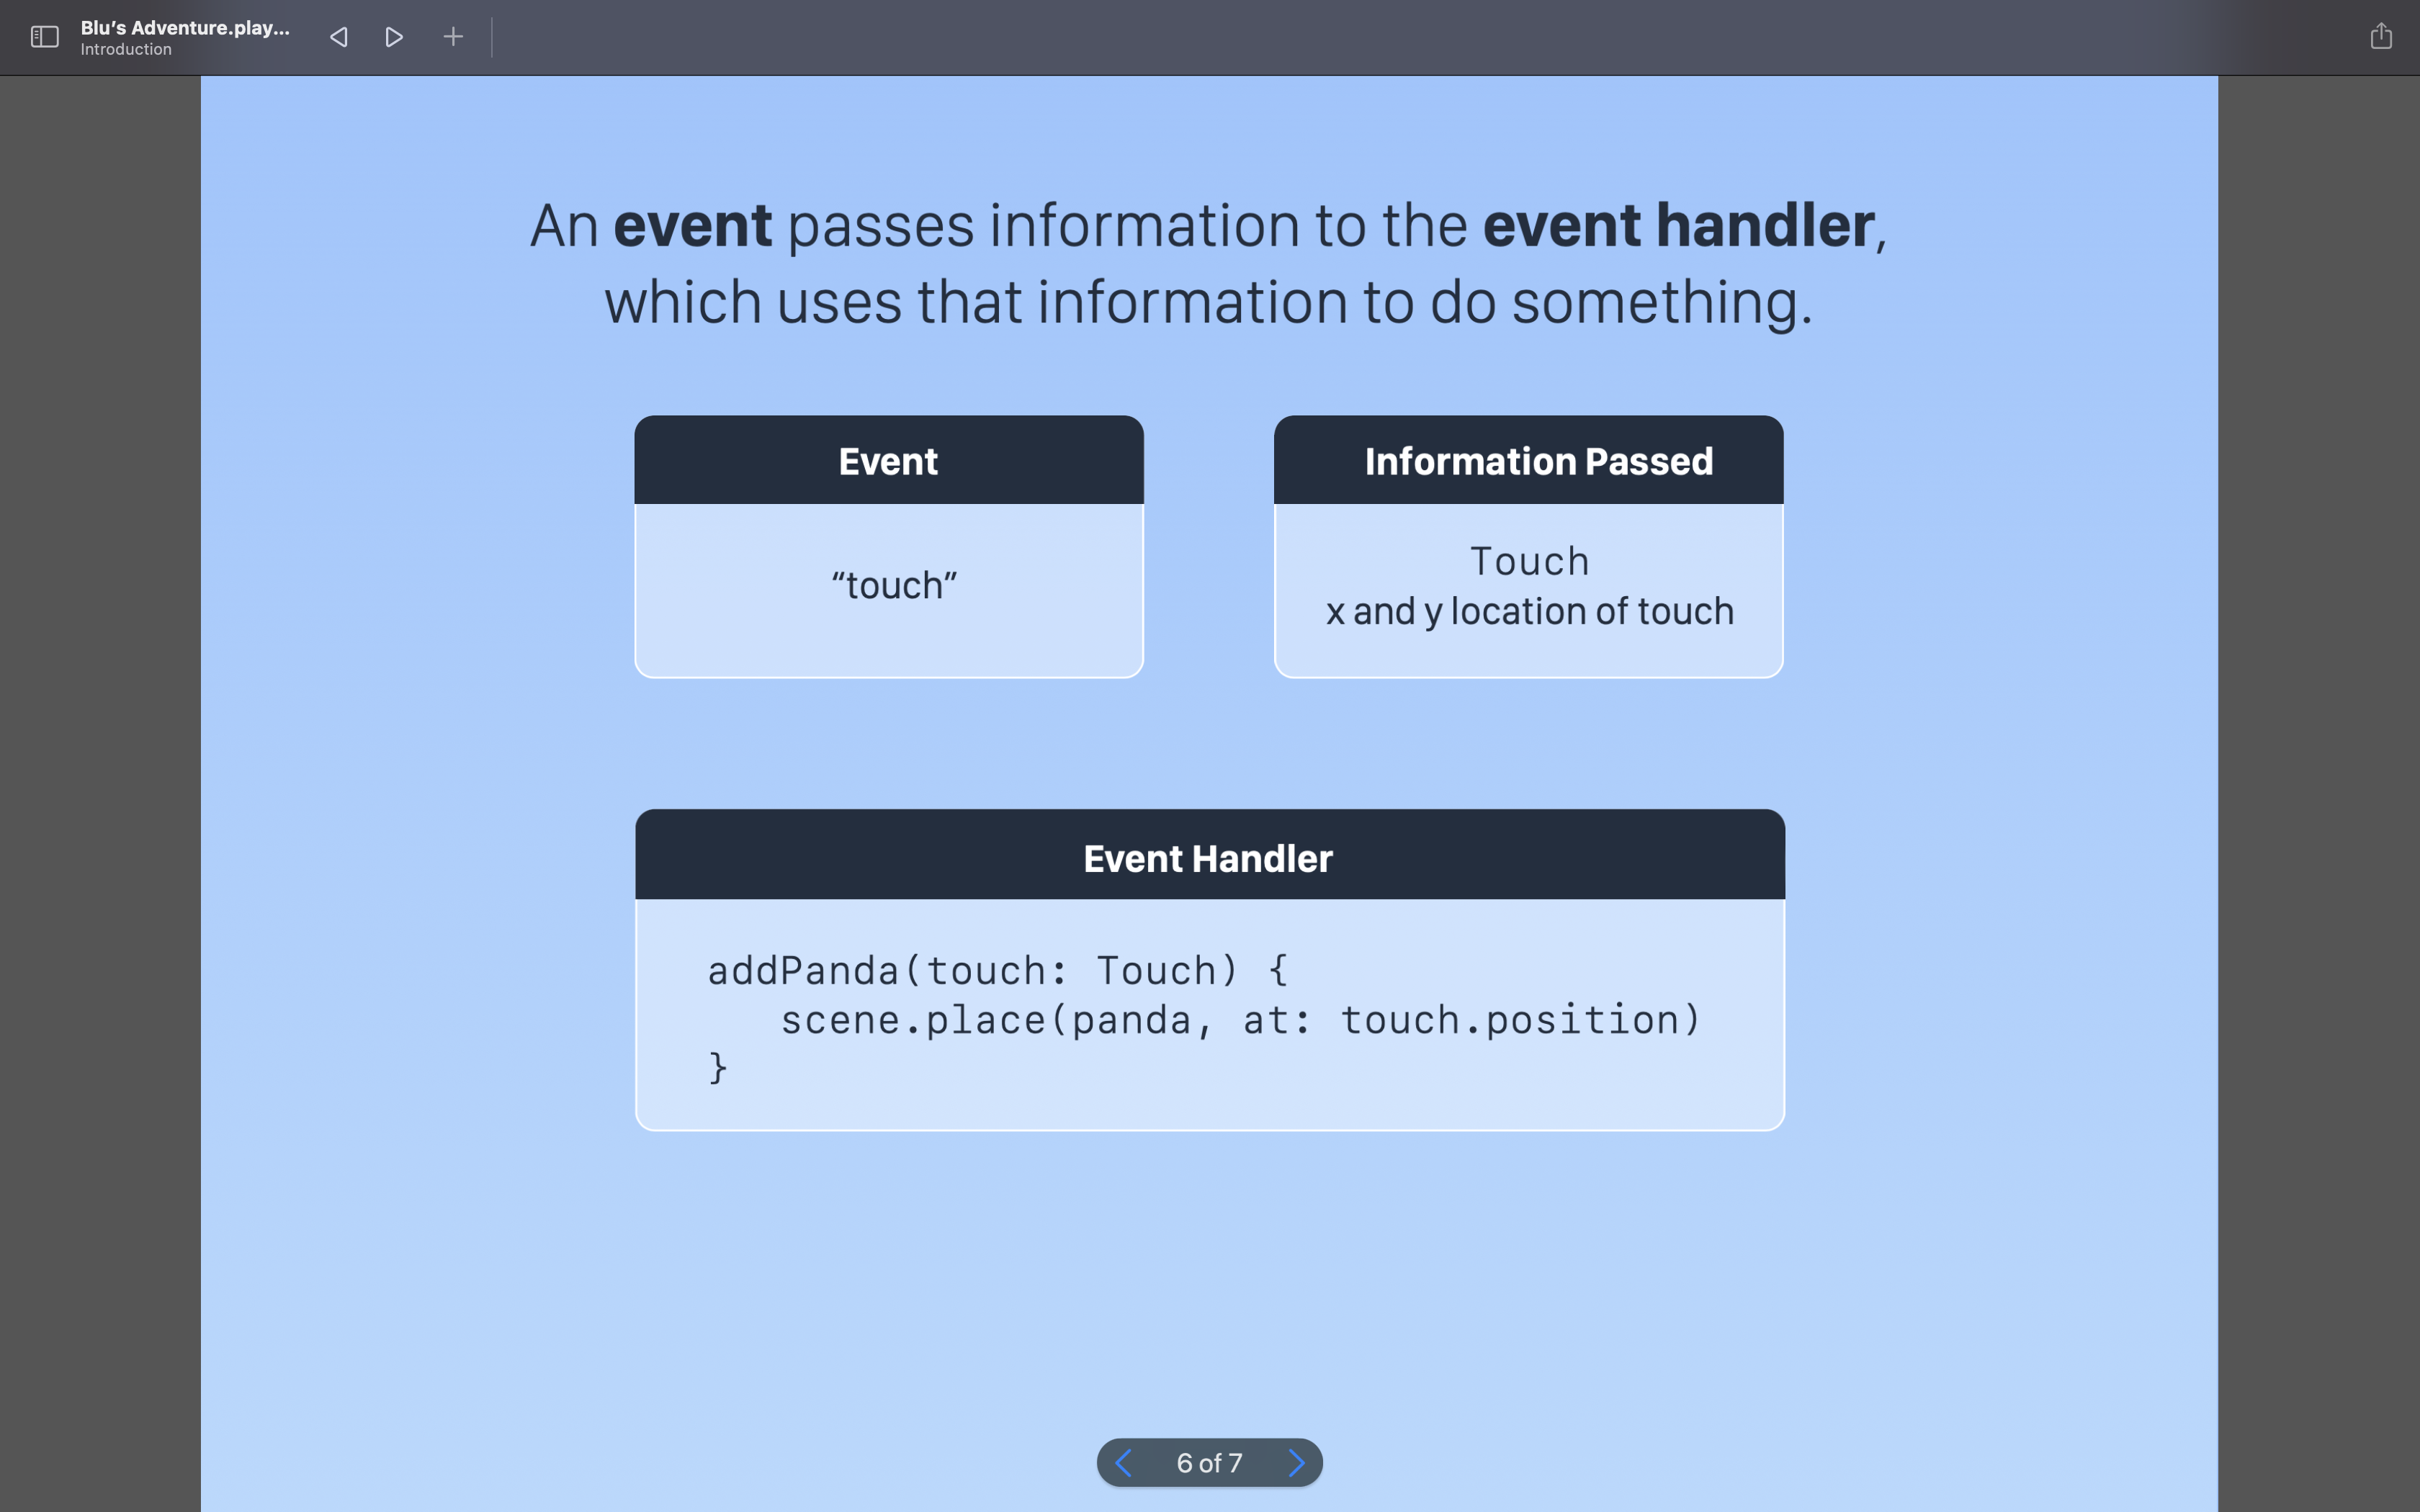 Blu’s Adventure.play...
Introduction
An event passes information to the event handler,
which uses that information to do something.
Event
“touch”
Information Passed
Touch
x and y location of touch
Event Handler
addPanda(touch: Touch) {
    scene.place(panda, at: touch.position)
}
6 of 7